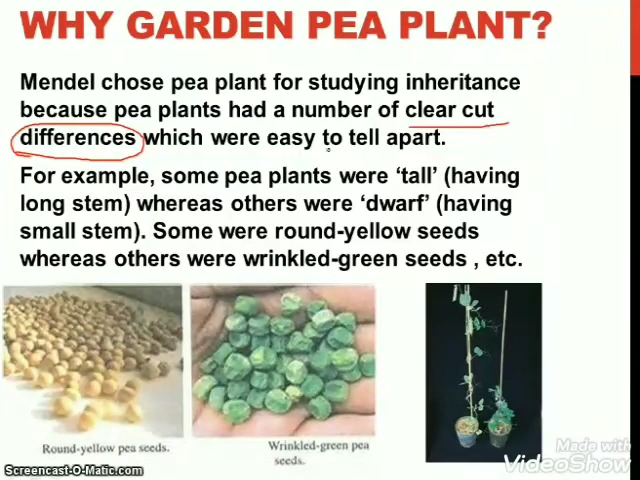 WHY GARDEN PEA PLANT?
Mendel chose pea plant for studying inheritance
because pea plants had a number of clear cut
differences which were easy to tell apart.
For example, some pea plants were ‘tall’ (having
long stem) whereas others were ‘dwarf’ (having
small stem). Some were round-yellow seeds
whereas others were wrinkled-green seeds , etc.
Round-yellow pea seeds.
Wrinkled-green pea
seeds.
Screencast-O-Matic.com
Made with
VideoShow